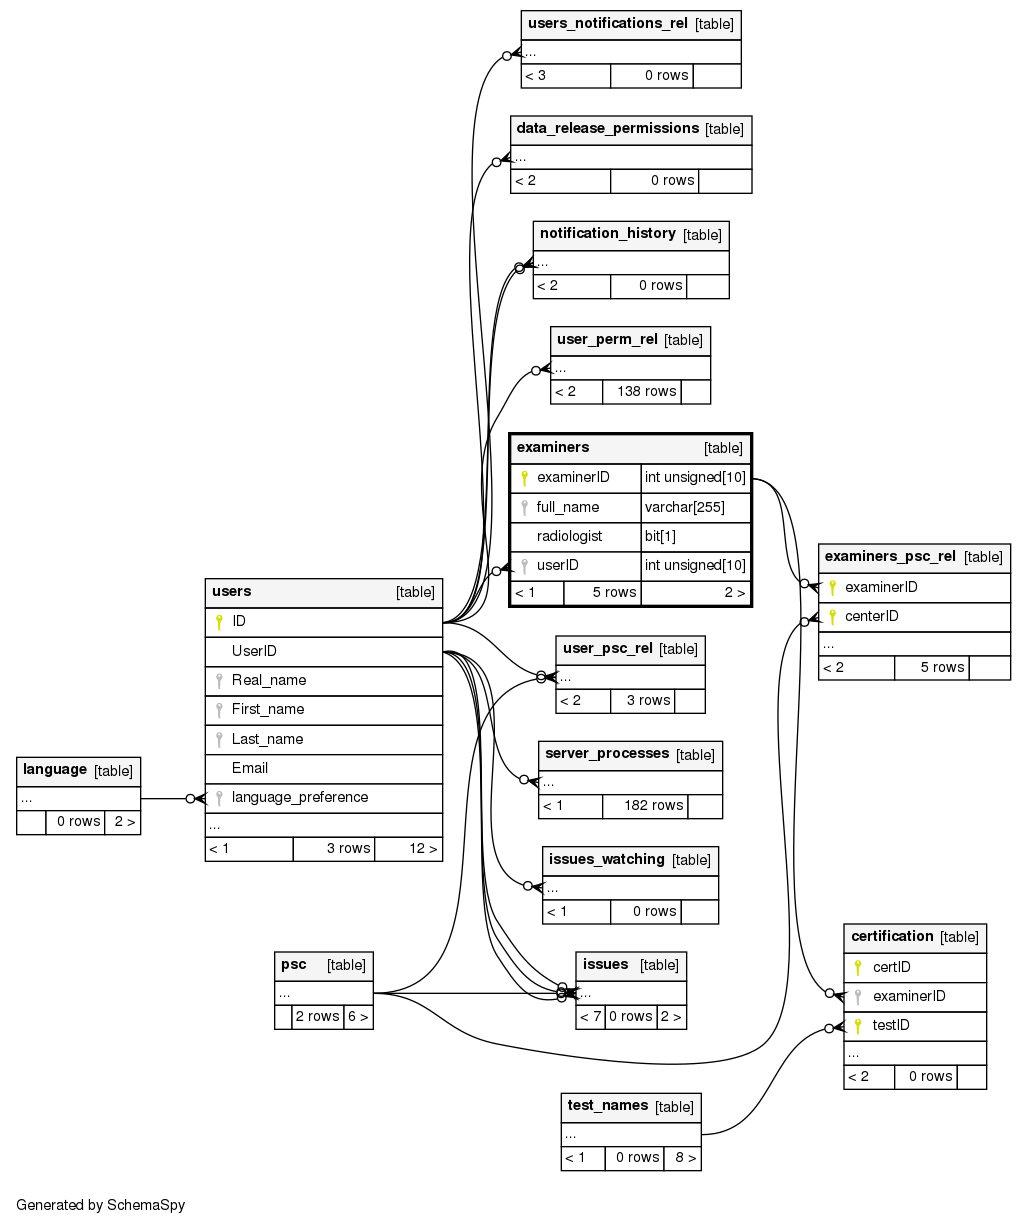 users_notifications_rel [table]
...
< 3 0 rows
data_release_permissions [table]
...
< 2 0 rows
notification_history [table]
...
< 2 0 rows
user_perm_rel [table]
...
< 2 138 rows
examiners [table]
examinerID int unsigned[10]
full_name varchar[255]
radiologist bit[1]
userID int unsigned[10]
< 1 5 rows 2 >
examiners_psc_rel [table]
examinerID
centerID
...
< 2 5 rows
users [table]
ID
UserID
Real_name
First_name
Last_name
Email
language_preference
...
< 1 3 rows 12 >
user_psc_rel [table]
...
< 2 3 rows
server_processes [table]
...
< 1 182 rows
language [table]
...
0 rows 2 >
issues_watching [table]
...
< 1 0 rows
psc [table]
...
2 rows 6 >
issues [table]
...
< 7 0 rows 2 >
certification [table]
certID
examinerID
testID
...
< 2 0 rows
test_names [table]
...
< 1 0 rows 8 >
Generated by SchemaSpy